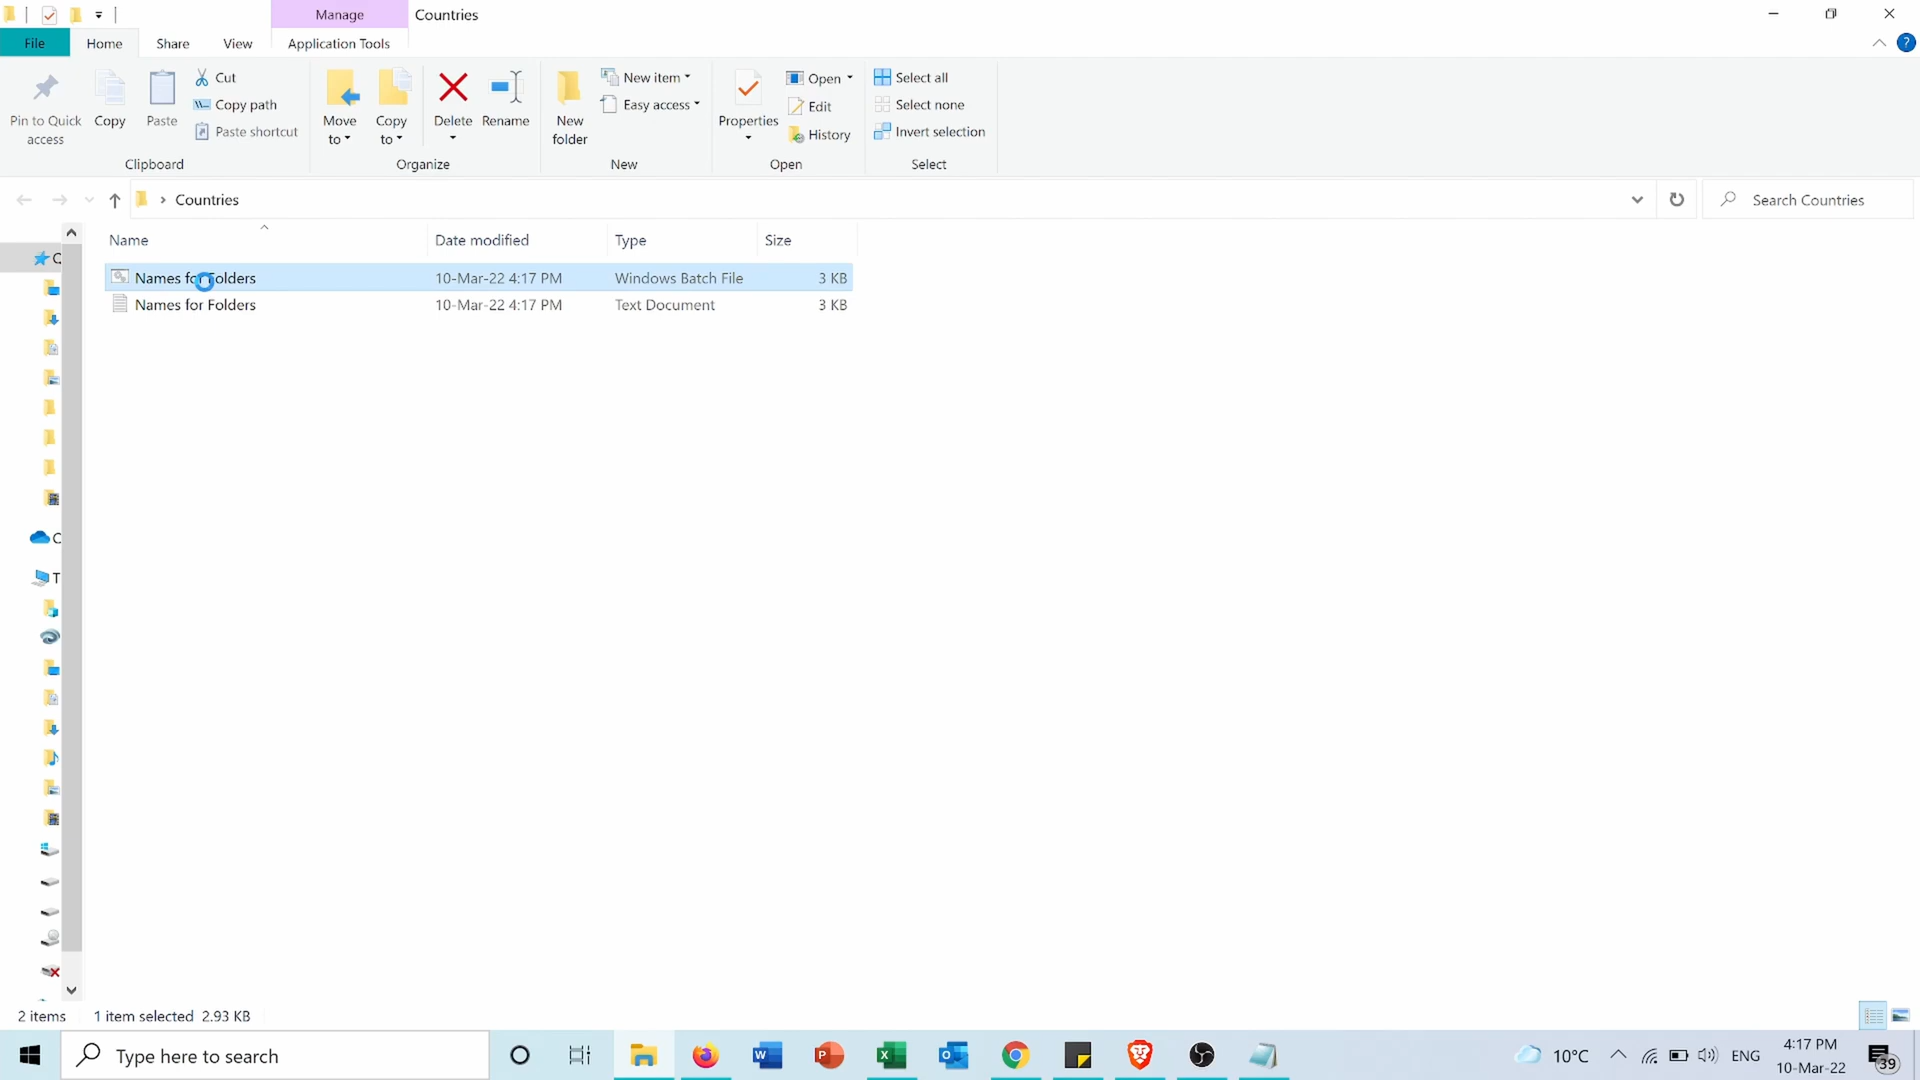 Manage
Countries
File
Home
Share
View
Application Tools
Pin to Quick
access
Copy
Paste
Cut
Copy path
Paste shortcut
Clipboard
Move
to
Copy
to
Delete
Rename
Organize
New
folder
New item
Easy access
New
Properties
Open
Edit
History
Open
Select all
Select none
Invert selection
Select
Countries
Search Countries
Name
Date modified
Type
Size
Names for Folders
10-Mar-22 4:17 PM
Windows Batch File
3 KB
Names for Folders
10-Mar-22 4:17 PM
Text Document
3 KB
2 items
1 item selected 2.93 KB
Type here to search
10°C
ENG
4:17 PM
10-Mar-22
39